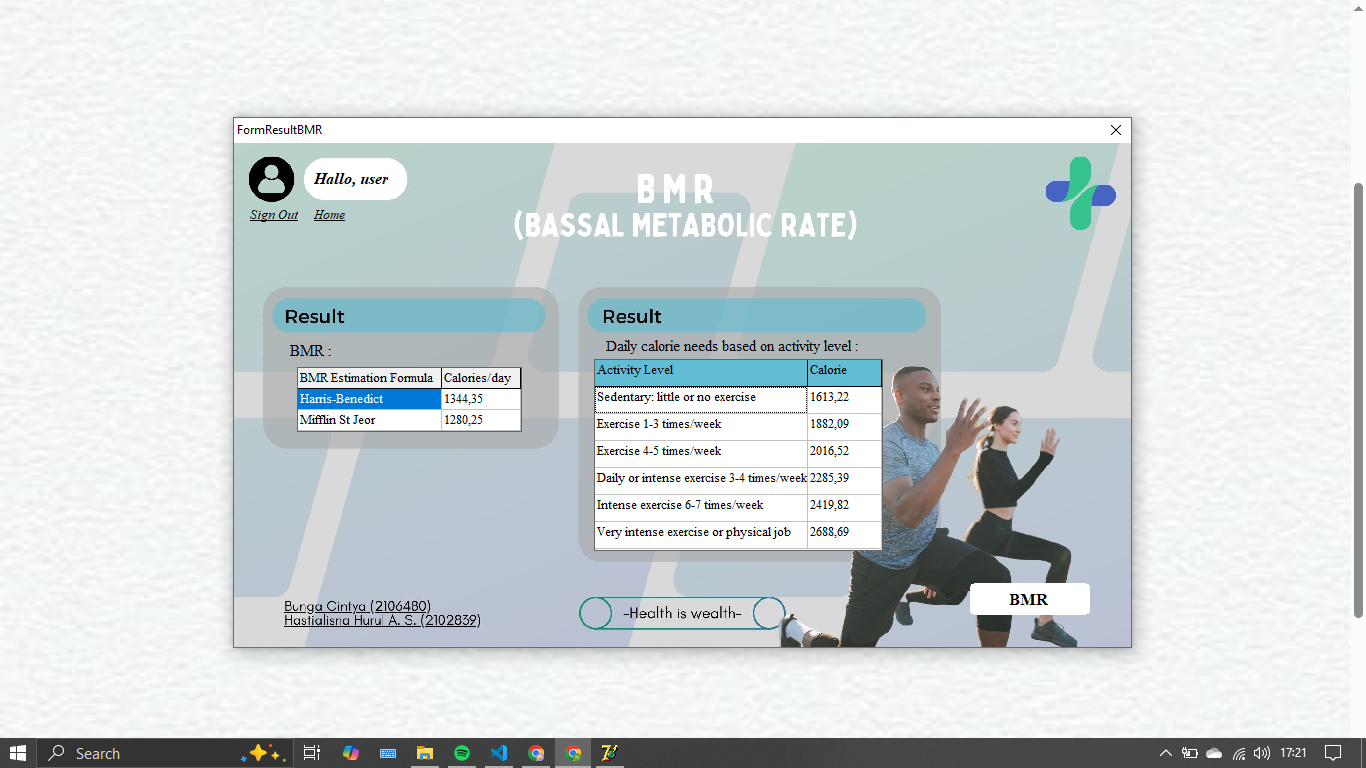 FormResultBMR
Hallo, user
Sign Out Home
BMR
(BASSAL METABOLIC RATE)
Result
BMR :
BMR Estimation Formula Calories/day
Harris-Benedict 1344,35
Mifflin St Jeor 1280,25
Result
Daily calorie needs based on activity level :
Activity Level Calorie
Sedentary: little or no exercise 1613,22
Exercise 1-3 times/week 1882,09
Exercise 4-5 times/week 2016,52
Daily or intense exercise 3-4 times/week 2285,39
Intense exercise 6-7 times/week 2419,82
Very intense exercise or physical job 2688,69
Bunga Cintya (2106480)
Hastialisna Hurul A. S. (2102839)
-Health is wealth-
BMR
Search
17:21